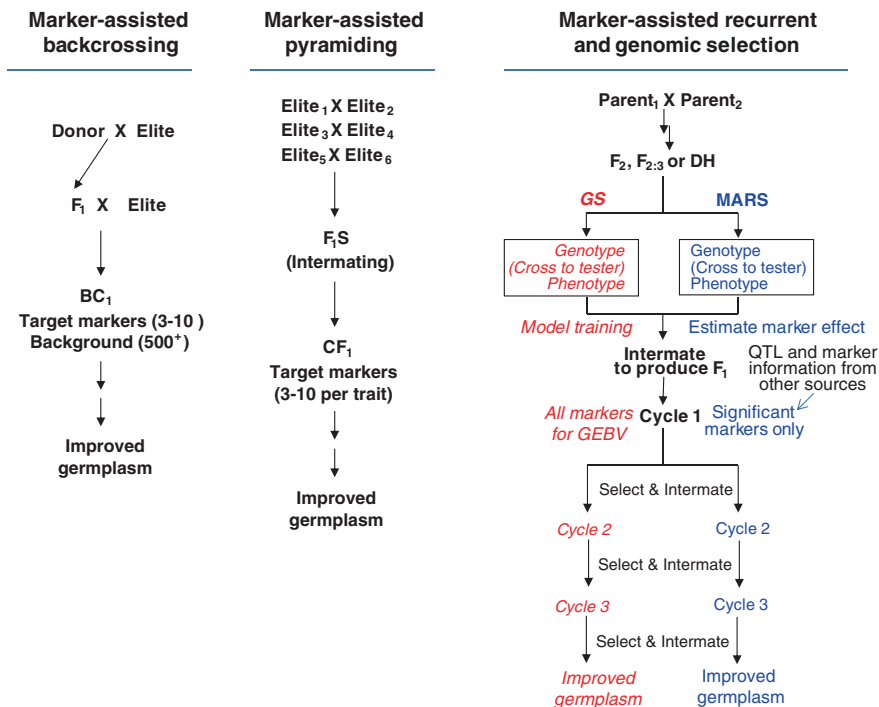 Marker-assisted
backcrossing
Donor X Elite
F₁ X Elite
BC₁
Target markers (3-10 )
Background (500⁺)
Improved
germplasm
Marker-assisted
pyramiding
Elite₁ X Elite₂
Elite₃ X Elite₄
Elite₅ X Elite₆
F₁S
(Intermating)
CF₁
Target markers
(3-10 per trait)
Improved
germplasm
Marker-assisted recurrent
and genomic selection
Parent₁ X Parent₂
F₂, F₂:₃ or DH
GS
MARS
Genotype
(Cross to tester)
Phenotype
Genotype
(Cross to tester)
Phenotype
Model training
Estimate marker effect
Intermate
to produce F₁
QTL and marker
information from
other sources
All markers
for GEBV
Cycle 1
Significant
markers only
Select & Intermate
Cycle 2
Cycle 2
Select & Intermate
Cycle 3
Cycle 3
Select & Intermate
Improved
germplasm
Improved
germplasm